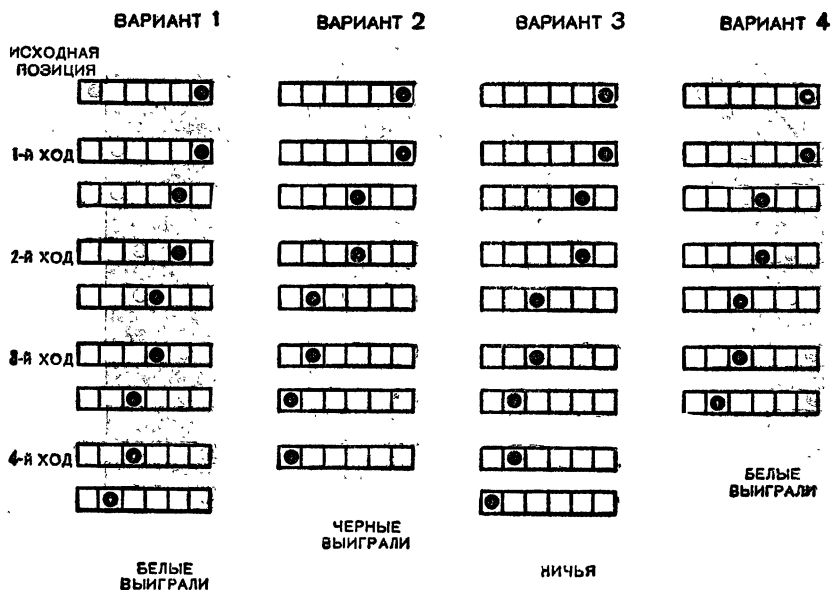 ВАРИАНТ 1
ВАРИАНТ 2
ВАРИАНТ 3
ВАРИАНТ 4
ИСХОДНАЯ
ПОЗИЦИЯ
1-й ХОД
2-й ХОД
3-й ХОД
4-й ХОД
БЕЛЫЕ
ВЫИГРАЛИ
ЧЕРНЫЕ
ВЫИГРАЛИ
НИЧЬЯ
БЕЛЫЕ
ВЫИГРАЛИ